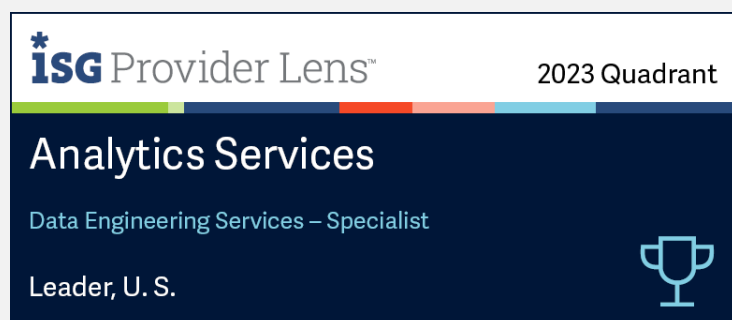 ISG Provider Lens™
2023 Quadrant
Analytics Services
Data Engineering Services – Specialist
Leader, U. S.